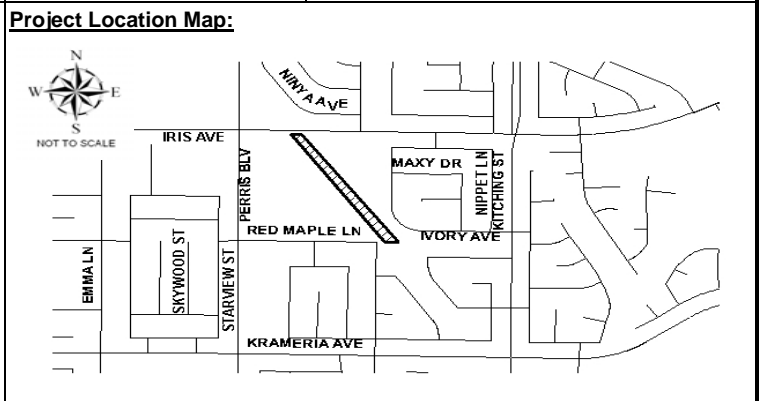 Project Location Map:
N
W E
S
NOT TO SCALE
NINYA AVE
IRIS AVE
PERRIS BLV
MAXY DR
NIPPET LN
KITCHING ST
RED MAPLE LN
IVORY AVE
EMMA LN
SKYWOOD ST
STARVIEW ST
KRAMERIA AVE